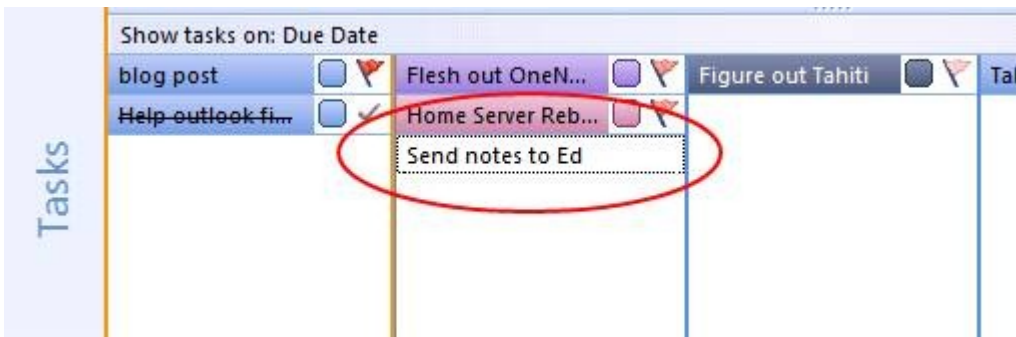 Show tasks on: Due Date
blog post
Flesh out OneN...
Figure out Tahiti
Help outlook fi...
Home Server Reb...
Send notes to Ed
Tasks